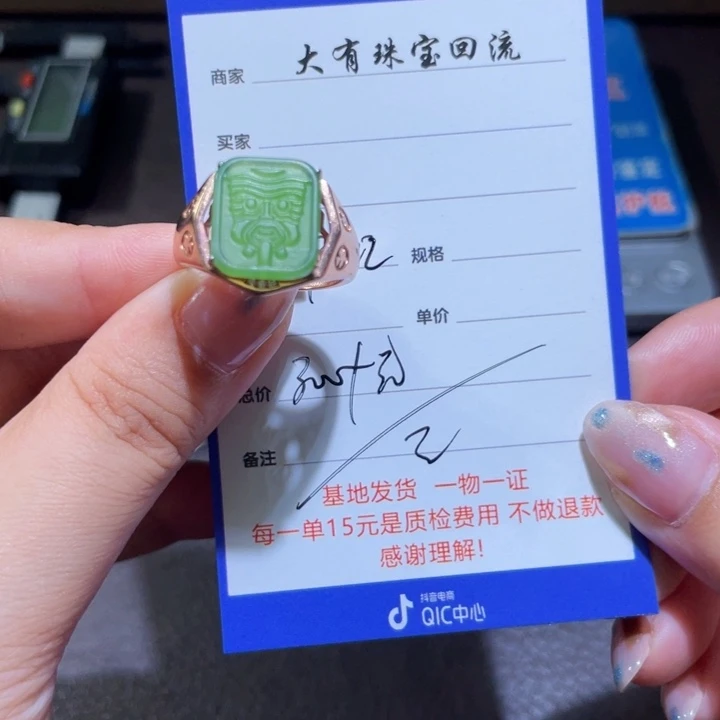 商家 大有珠宝回流
买家
规格
单价
总价
备注
基地发货 一物一证
每一单15元是质检费用 不做退款
感谢理解!
抖音电商
QIC中心